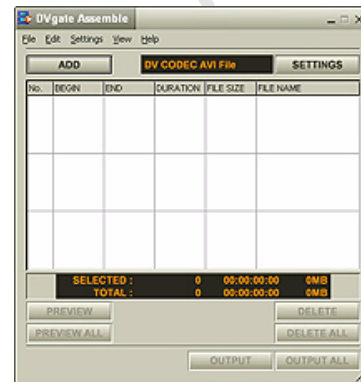 DVgate Assemble
File Edit Settings View Help
ADD DV CODEC AVI File SETTINGS
No. BEGIN END DURATION FILE SIZE FILE NAME
SELECTED : 0 00:00:00:00 0MB
TOTAL : 0 00:00:00:00 0MB
PREVIEW DELETE
PREVIEW ALL DELETE ALL
OUTPUT OUTPUT ALL